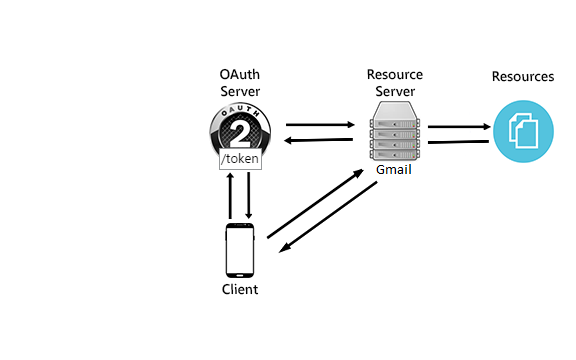 OAuth
Server
Resource
Server
Resources
OAUTH
2
/token
Gmail
Client